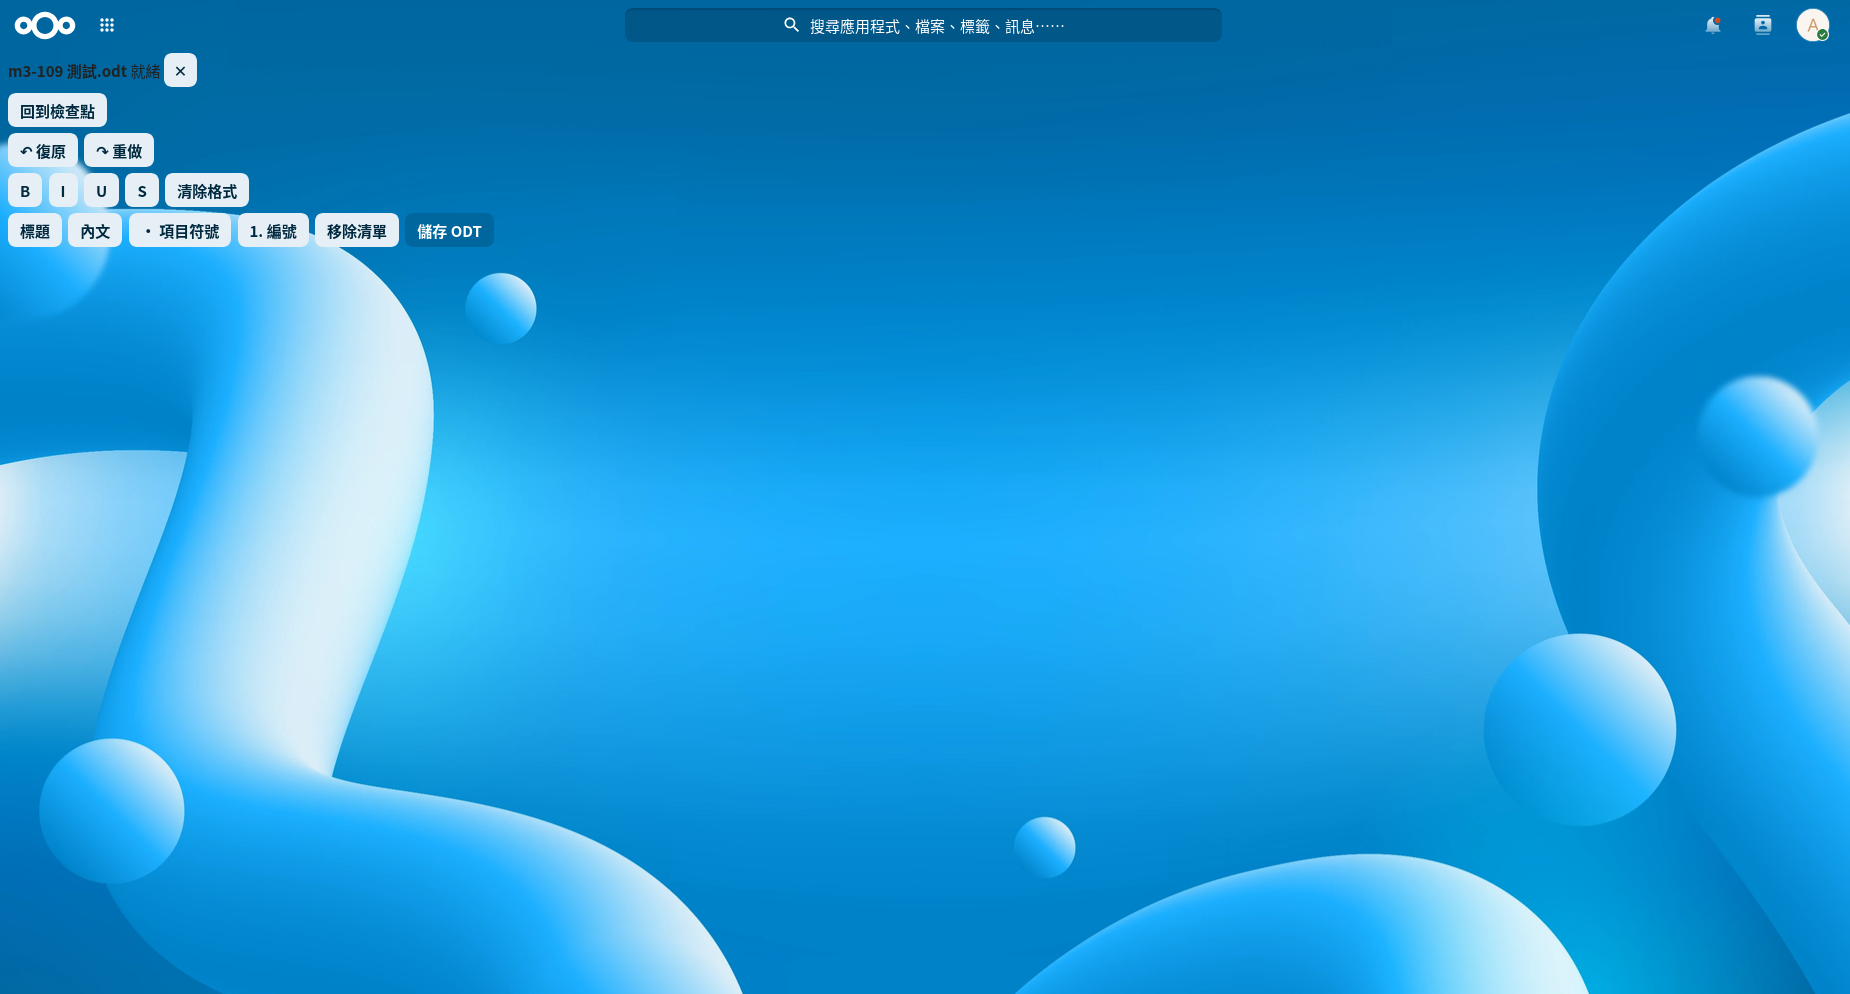 搜尋應用程式、檔案、標籤、訊息……
A
m3-109 測試.odt 就緒 ✕
回到檢查點
↶ 復原 ↷ 重做
B I U S 清除格式
標題 內文 • 項目符號 1. 編號 移除清單 儲存 ODT